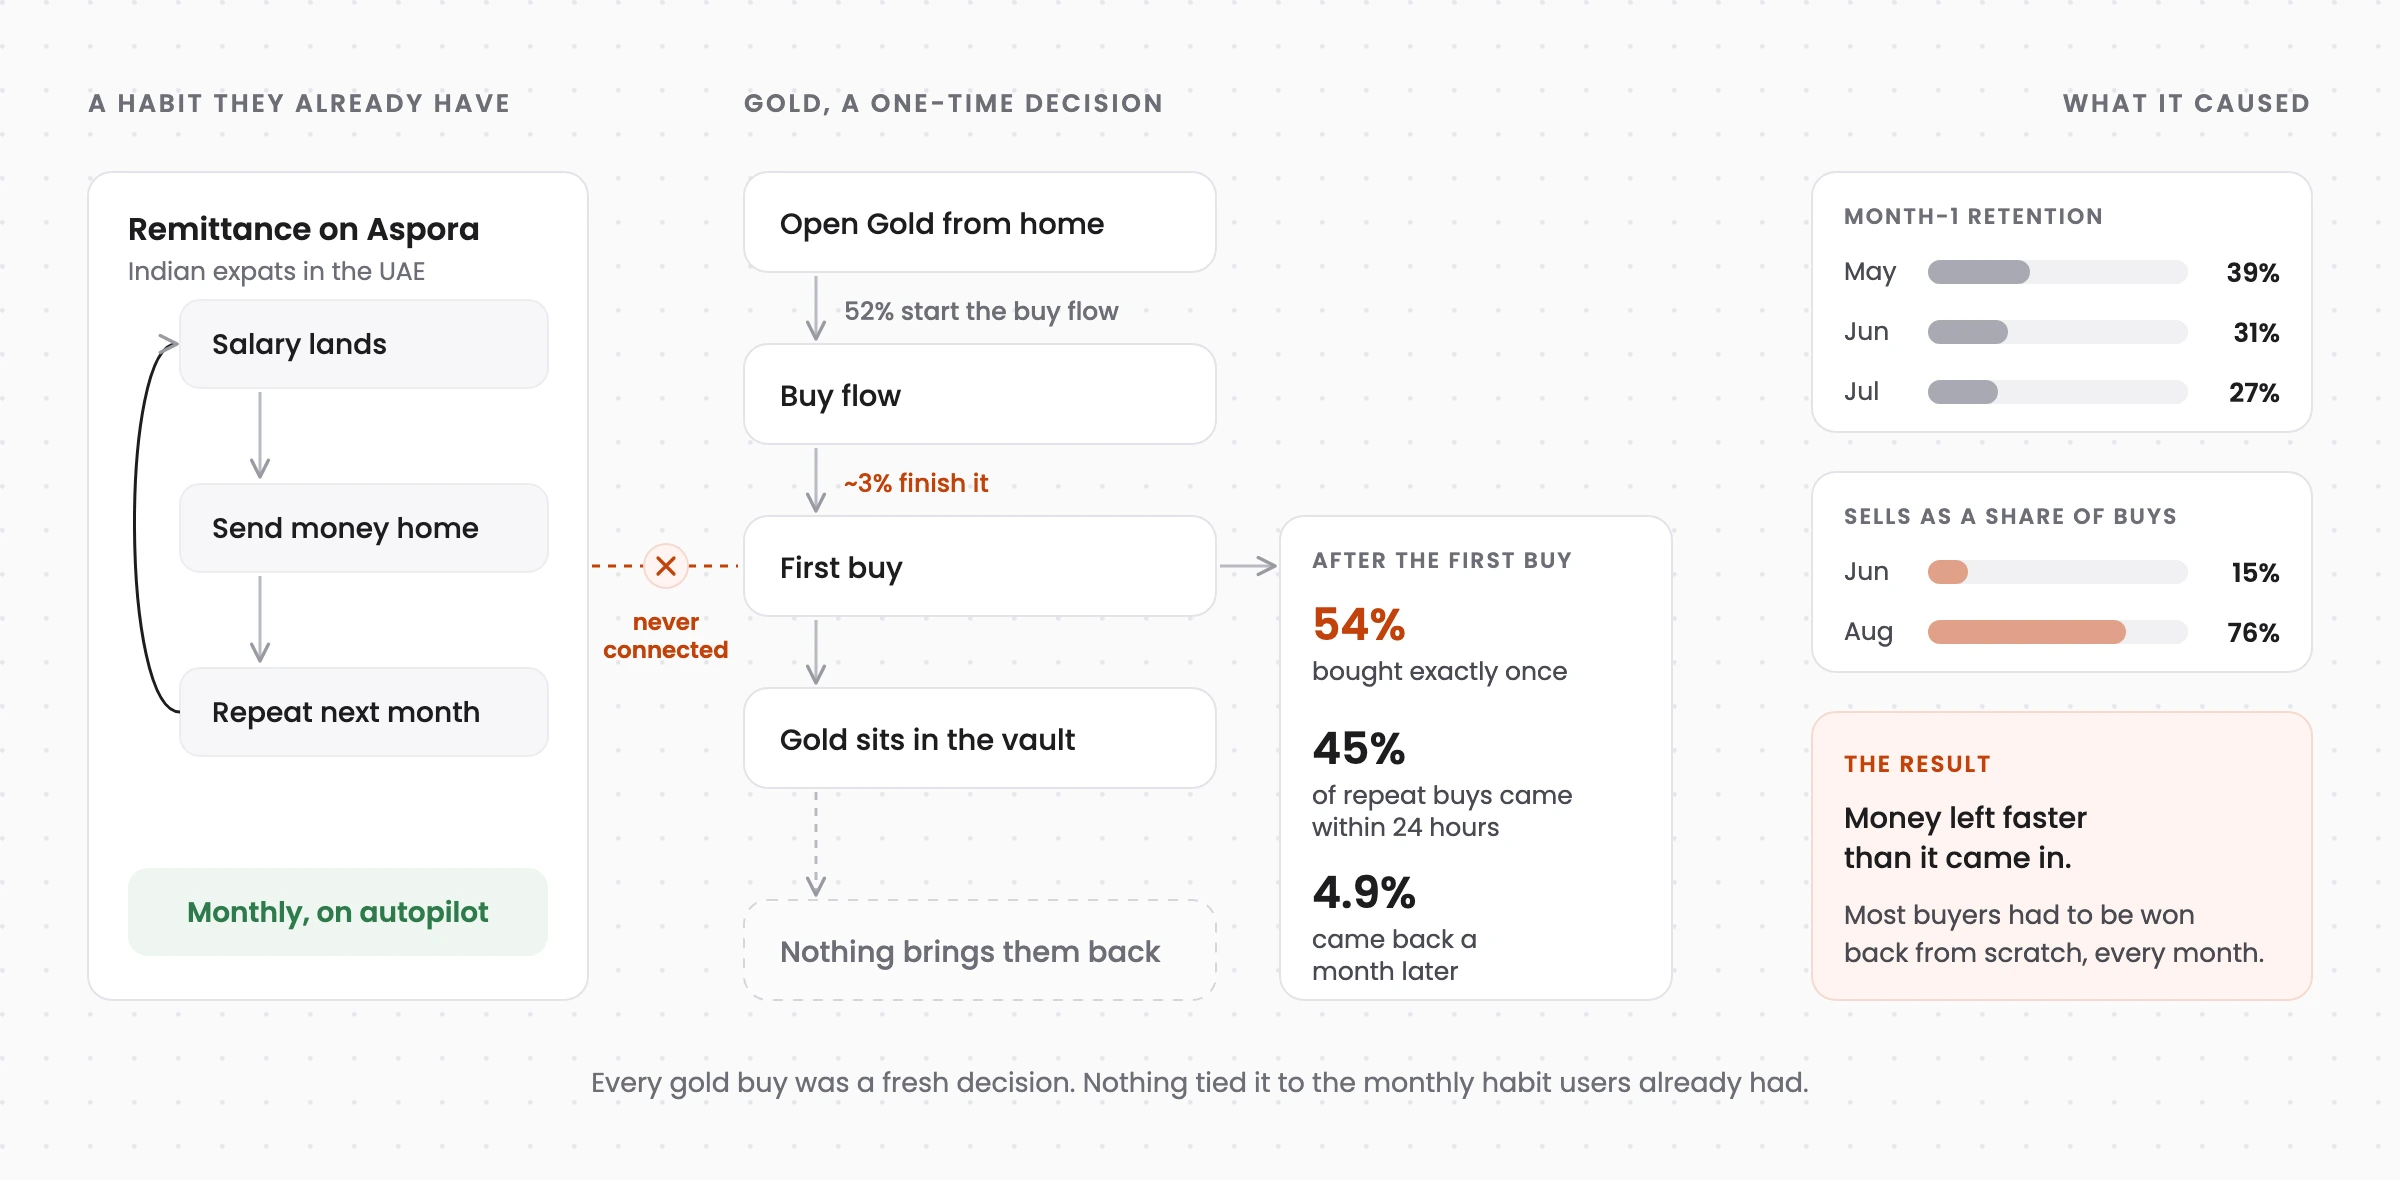 A HABIT THEY ALREADY HAVE
Remittance on Aspora
Indian expats in the UAE
Salary lands
Send money home
Repeat next month
Monthly, on autopilot
never
connected
GOLD, A ONE-TIME DECISION
Open Gold from home
52% start the buy flow
Buy flow
~3% finish it
First buy
Gold sits in the vault
Nothing brings them back
AFTER THE FIRST BUY
54%
bought exactly once
45%
of repeat buys came
within 24 hours
4.9%
came back a
month later
WHAT IT CAUSED
MONTH-1 RETENTION
May 39%
Jun 31%
Jul 27%
SELLS AS A SHARE OF BUYS
Jun 15%
Aug 76%
THE RESULT
Money left faster
than it came in.
Most buyers had to be won
back from scratch, every month.
Every gold buy was a fresh decision. Nothing tied it to the monthly habit users already had.